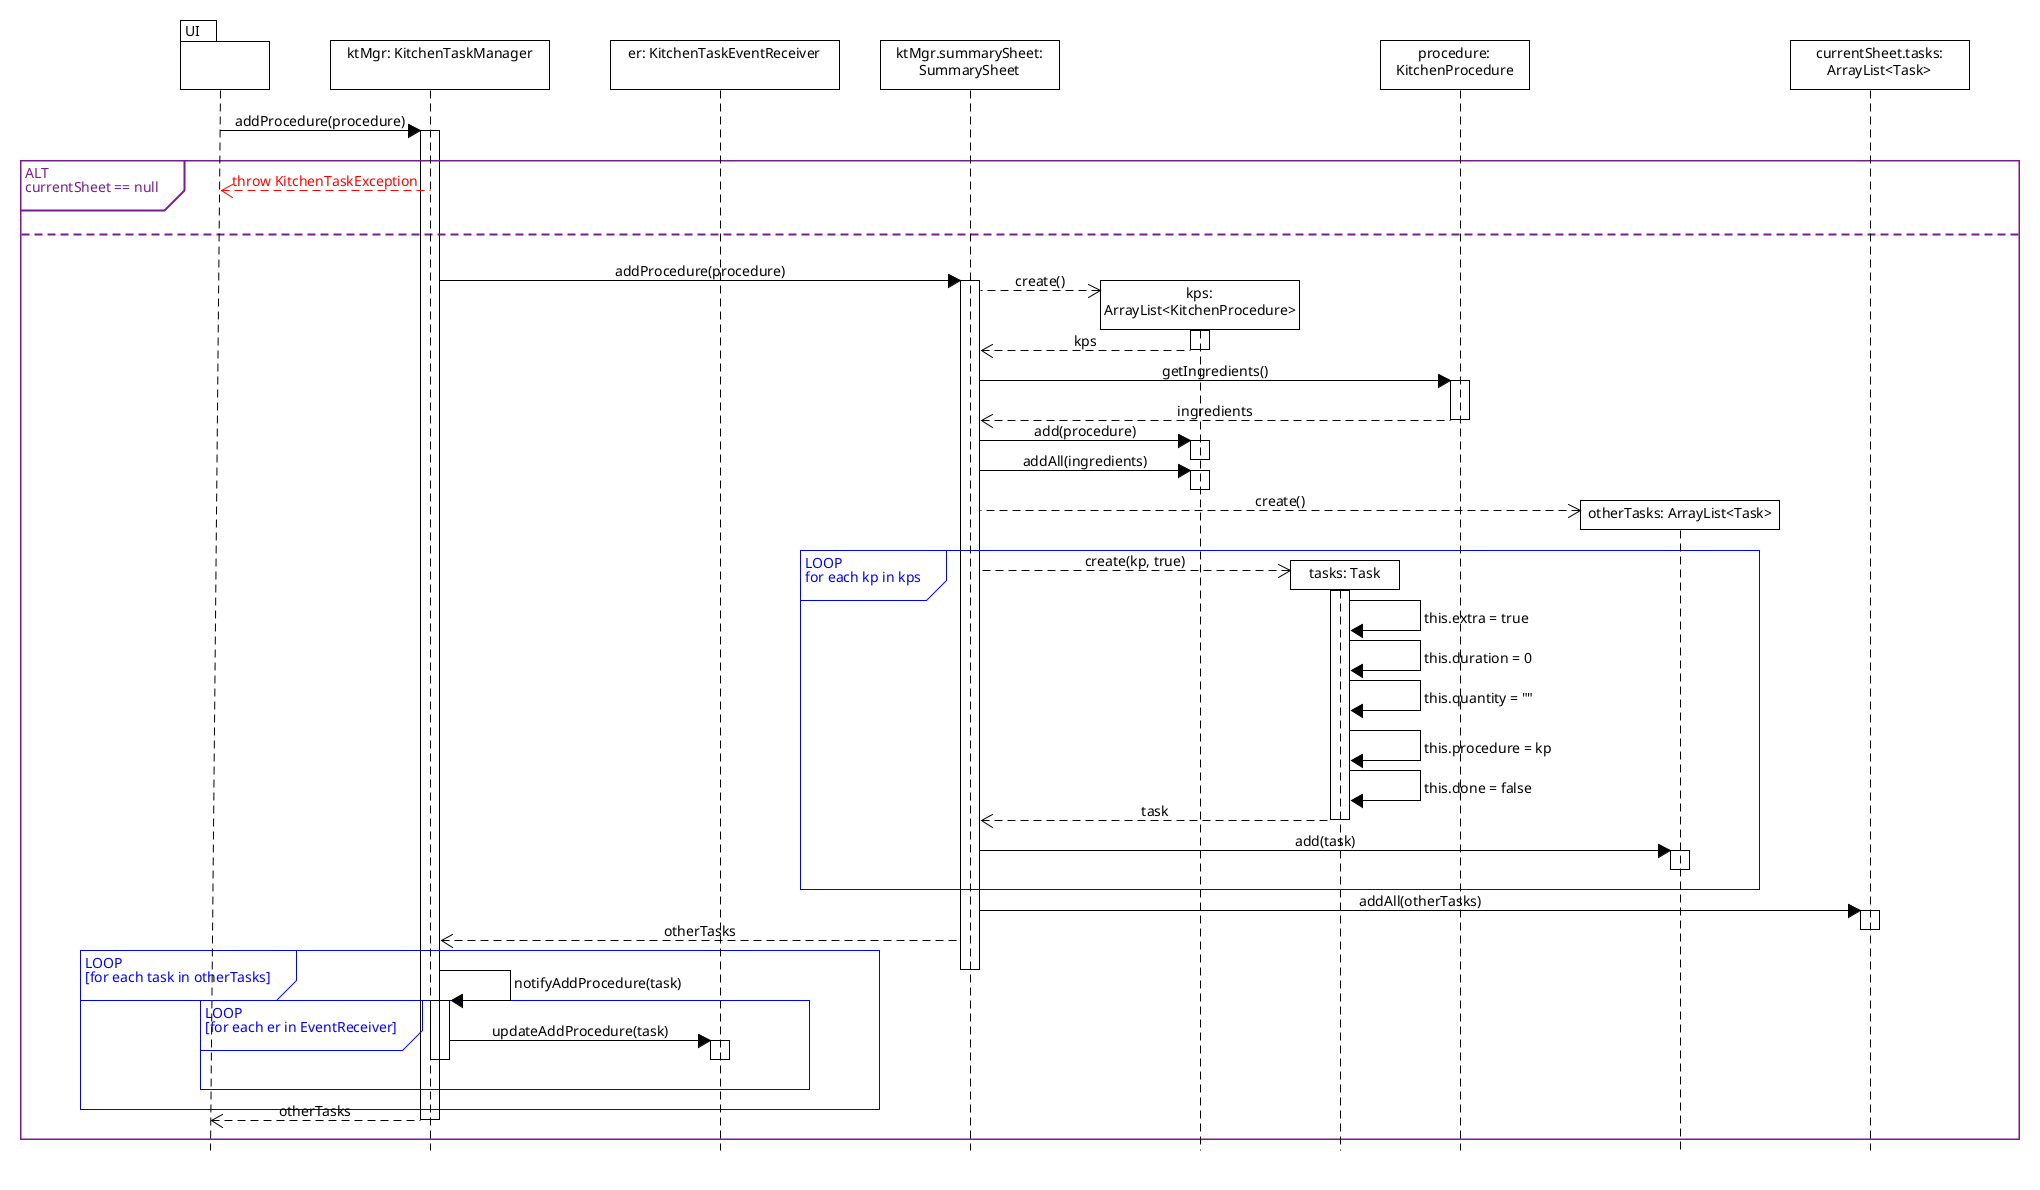 UI
ktMgr: KitchenTaskManager
er: KitchenTaskEventReceiver
ktMgr.summarySheet:
SummarySheet
procedure:
KitchenProcedure
currentSheet.tasks:
ArrayList<Task>
addProcedure(procedure)
ALT
currentSheet == null
throw KitchenTaskException
addProcedure(procedure)
create()
kps:
ArrayList<KitchenProcedure>
kps
getIngredients()
ingredients
add(procedure)
addAll(ingredients)
create()
otherTasks: ArrayList<Task>
LOOP
for each kp in kps
create(kp, true)
tasks: Task
this.extra = true
this.duration = 0
this.quantity = ""
this.procedure = kp
this.done = false
task
add(task)
addAll(otherTasks)
otherTasks
LOOP
[for each task in otherTasks]
notifyAddProcedure(task)
LOOP
[for each er in EventReceiver]
updateAddProcedure(task)
otherTasks